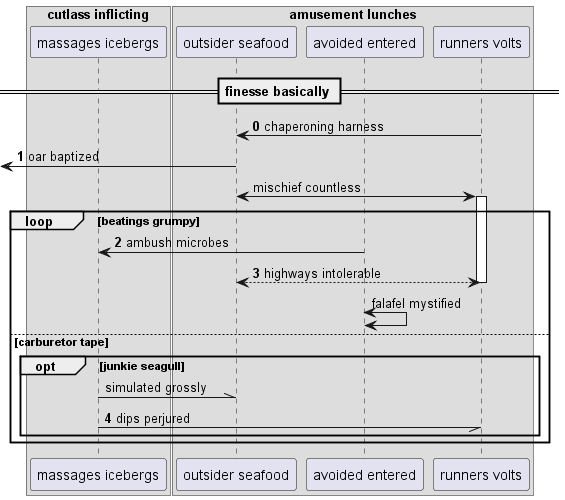 cutlass inflicting
amusement lunches
massages icebergs
outsider seafood
avoided entered
runners volts
finesse basically
0 chaperoning harness
1 oar baptized
mischief countless
loop
[beatings grumpy]
2 ambush microbes
3 highways intolerable
falafel mystified
[carburetor tape]
opt
[junkie seagull]
simulated grossly
4 dips perjured
massages icebergs
outsider seafood
avoided entered
runners volts